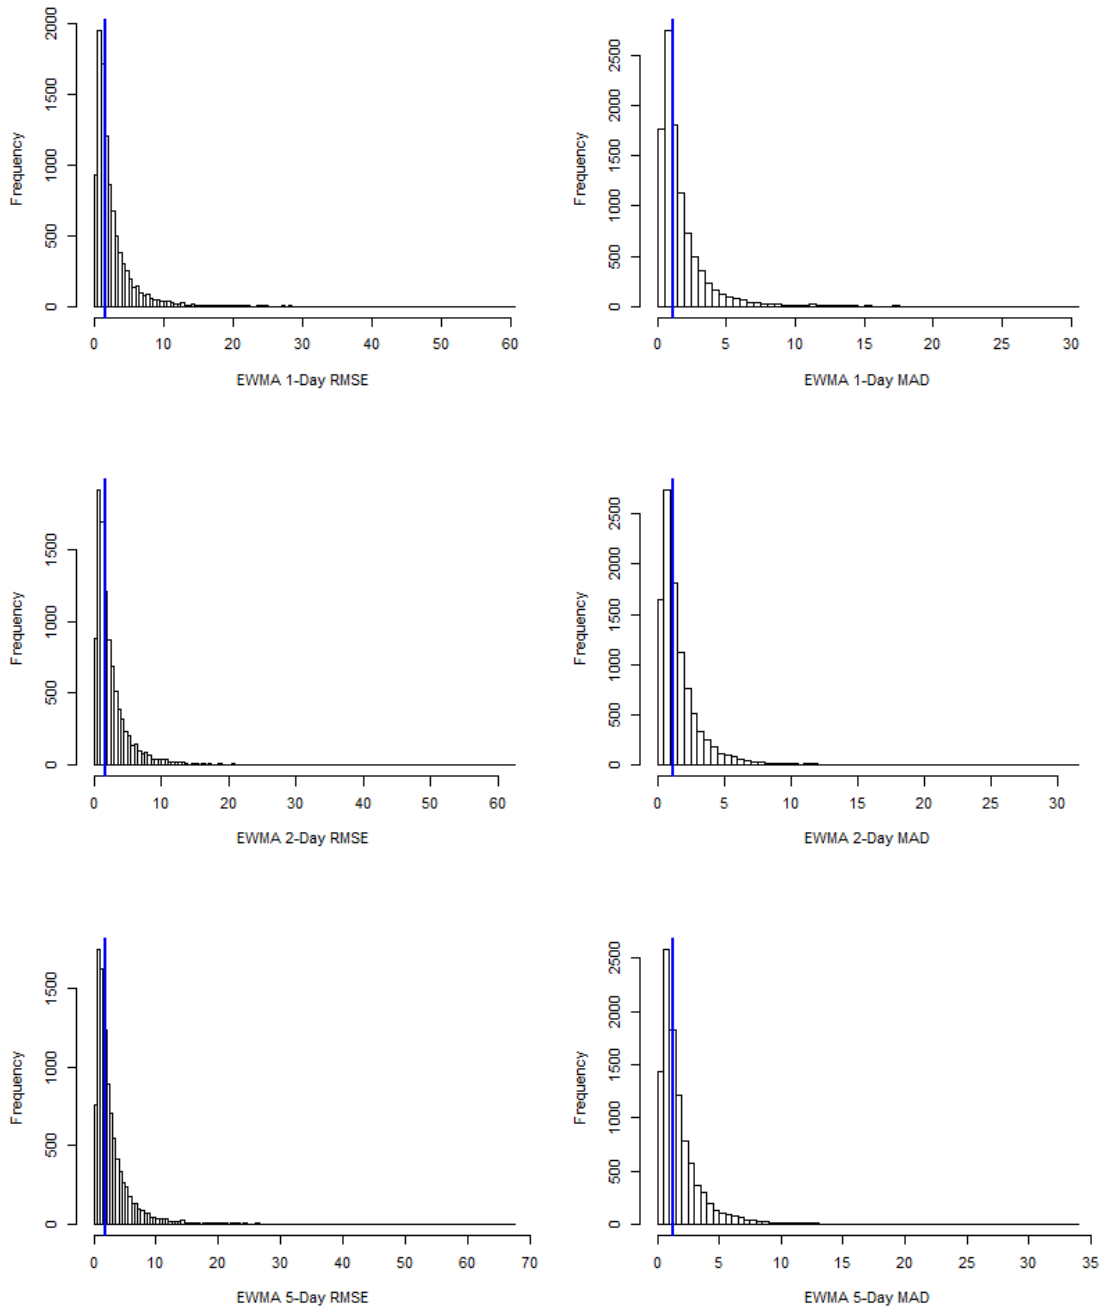 Frequency
2000
1500
1000
500
0
0 10 20 30 40 50 60
EWMA 1-Day RMSE
Frequency
2500
2000
1500
1000
500
0
0 5 10 15 20 25 30
EWMA 1-Day MAD
Frequency
1500
1000
500
0
0 10 20 30 40 50 60
EWMA 2-Day RMSE
Frequency
2500
2000
1500
1000
500
0
0 5 10 15 20 25 30
EWMA 2-Day MAD
Frequency
1500
1000
500
0
0 10 20 30 40 50 60 70
EWMA 5-Day RMSE
Frequency
2500
2000
1500
1000
500
0
0 5 10 15 20 25 30 35
EWMA 5-Day MAD